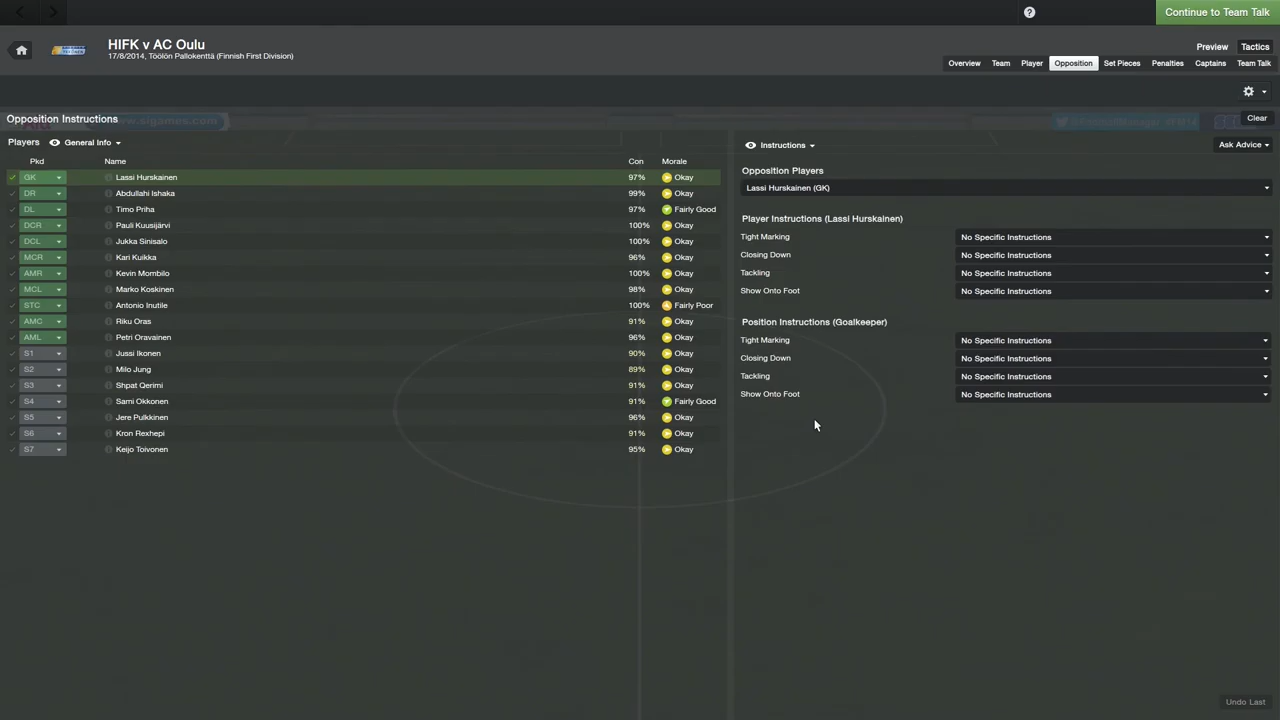 Continue to Team Talk
HIFK v AC Oulu
17/8/2014, Töölön Pallokenttä (Finnish First Division)
Preview Tactics
Overview Team Player Opposition Set Pieces Penalties Captains Team Talk
Opposition Instructions
www.sigames.com
Clear
Players General Info
Instructions
Ask Advice
Pkd Name Con Morale
GK Lassi Hurskainen 97% Okay
DR Abdullahi Ishaka 99% Okay
DL Timo Priha 97% Fairly Good
DCR Pauli Kuusijärvi 100% Okay
DCL Jukka Sinisalo 100% Okay
MCR Kari Kuikka 96% Okay
AMR Kevin Mombilo 100% Okay
MCL Marko Koskinen 98% Okay
STC Antonio Inutile 100% Fairly Poor
AMC Riku Oras 91% Okay
AML Petri Oravainen 96% Okay
S1 Jussi Ikonen 90% Okay
S2 Milo Jung 89% Okay
S3 Shpat Qerimi 91% Okay
S4 Sami Okkonen 91% Fairly Good
S5 Jere Pulkkinen 96% Okay
S6 Kron Rexhepi 91% Okay
S7 Keijo Toivonen 95% Okay
Opposition Players
Lassi Hurskainen (GK)
Player Instructions (Lassi Hurskainen)
Tight Marking No Specific Instructions
Closing Down No Specific Instructions
Tackling No Specific Instructions
Show Onto Foot No Specific Instructions
Position Instructions (Goalkeeper)
Tight Marking No Specific Instructions
Closing Down No Specific Instructions
Tackling No Specific Instructions
Show Onto Foot No Specific Instructions
Undo Last